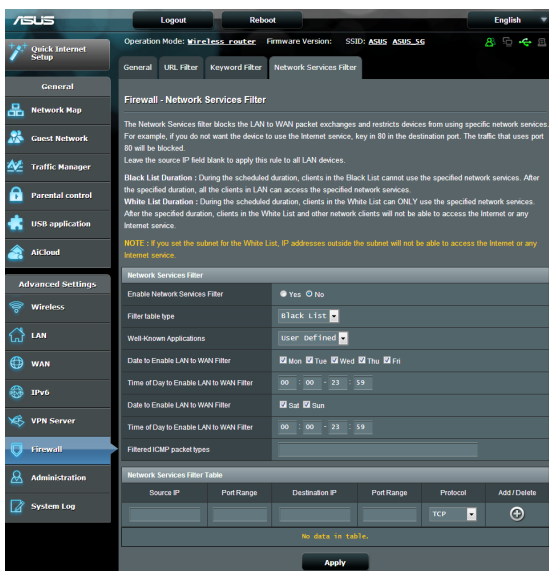 ASUS
Logout
Reboot
English
Quick Internet Setup
Operation Mode: Wireless router Firmware Version: SSID: ASUS ASUS_5G
General
URL Filter
Keyword Filter
Network Services Filter
General
Network Map
Guest Network
Traffic Manager
Parental control
USB application
AiCloud
Advanced Settings
Wireless
LAN
WAN
IPv6
VPN Server
Firewall
Administration
System Log
Firewall - Network Services Filter
The Network Services filter blocks the LAN to WAN packet exchanges and restricts devices from using specific network services.
For example, if you do not want the device to use the Internet service, key in 80 in the destination port. The traffic that uses port
80 will be blocked.
Leave the source IP field blank to apply this rule to all LAN devices.
Black List Duration : During the scheduled duration, clients in the Black List cannot use the specified network services. After
the specified duration, all the clients in LAN can access the specified network services.
White List Duration : During the scheduled duration, clients in the White List can ONLY use the specified network services.
After the specified duration, clients in the White List and other network clients will not be able to access the Internet or any
Internet service.
NOTE : If you set the subnet for the White List, IP addresses outside the subnet will not be able to access the Internet or any
Internet service.
Network Services Filter
Enable Network Services Filter Yes No
Filter table type Black List
Well-Known Applications User Defined
Date to Enable LAN to WAN Filter Mon Tue Wed Thu Fri
Time of Day to Enable LAN to WAN Filter 00 : 00 - 23 : 59
Date to Enable LAN to WAN Filter Sat Sun
Time of Day to Enable LAN to WAN Filter 00 : 00 - 23 : 59
Filtered ICMP packet types
Network Services Filter Table
Source IP Port Range Destination IP Port Range Protocol Add / Delete
TCP
No data in table.
Apply